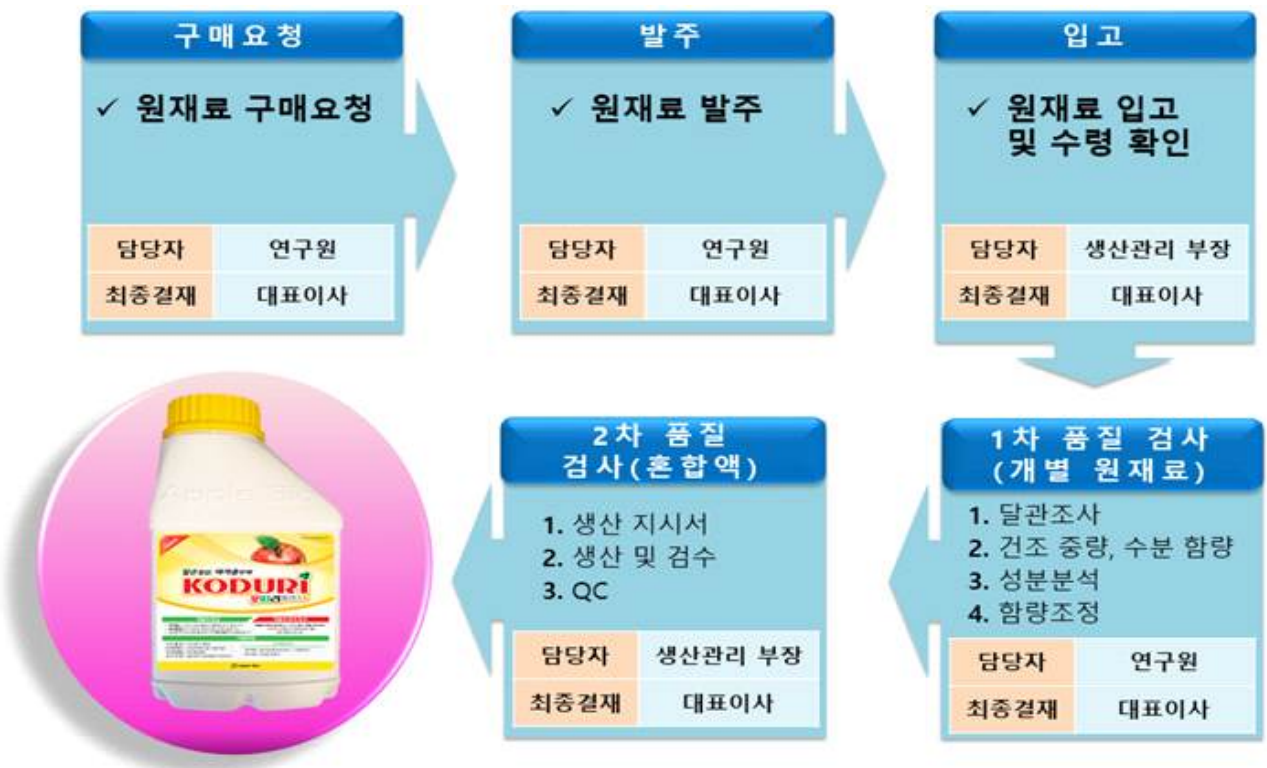 구매요청
✓ 원재료 구매요청
담당자 연구원
최종결재 대표이사
발주
✓ 원재료 발주
담당자 연구원
최종결재 대표이사
입고
✓ 원재료 입고
및 수령 확인
담당자 생산관리 부장
최종결재 대표이사
1차 품질 검사
(개별 원재료)
1. 달관조사
2. 건조 중량, 수분 함량
3. 성분분석
4. 함량조정
담당자 연구원
최종결재 대표이사
2차 품질
검사(혼합액)
1. 생산 지시서
2. 생산 및 검수
3. QC
담당자 생산관리 부장
최종결재 대표이사
KODURI